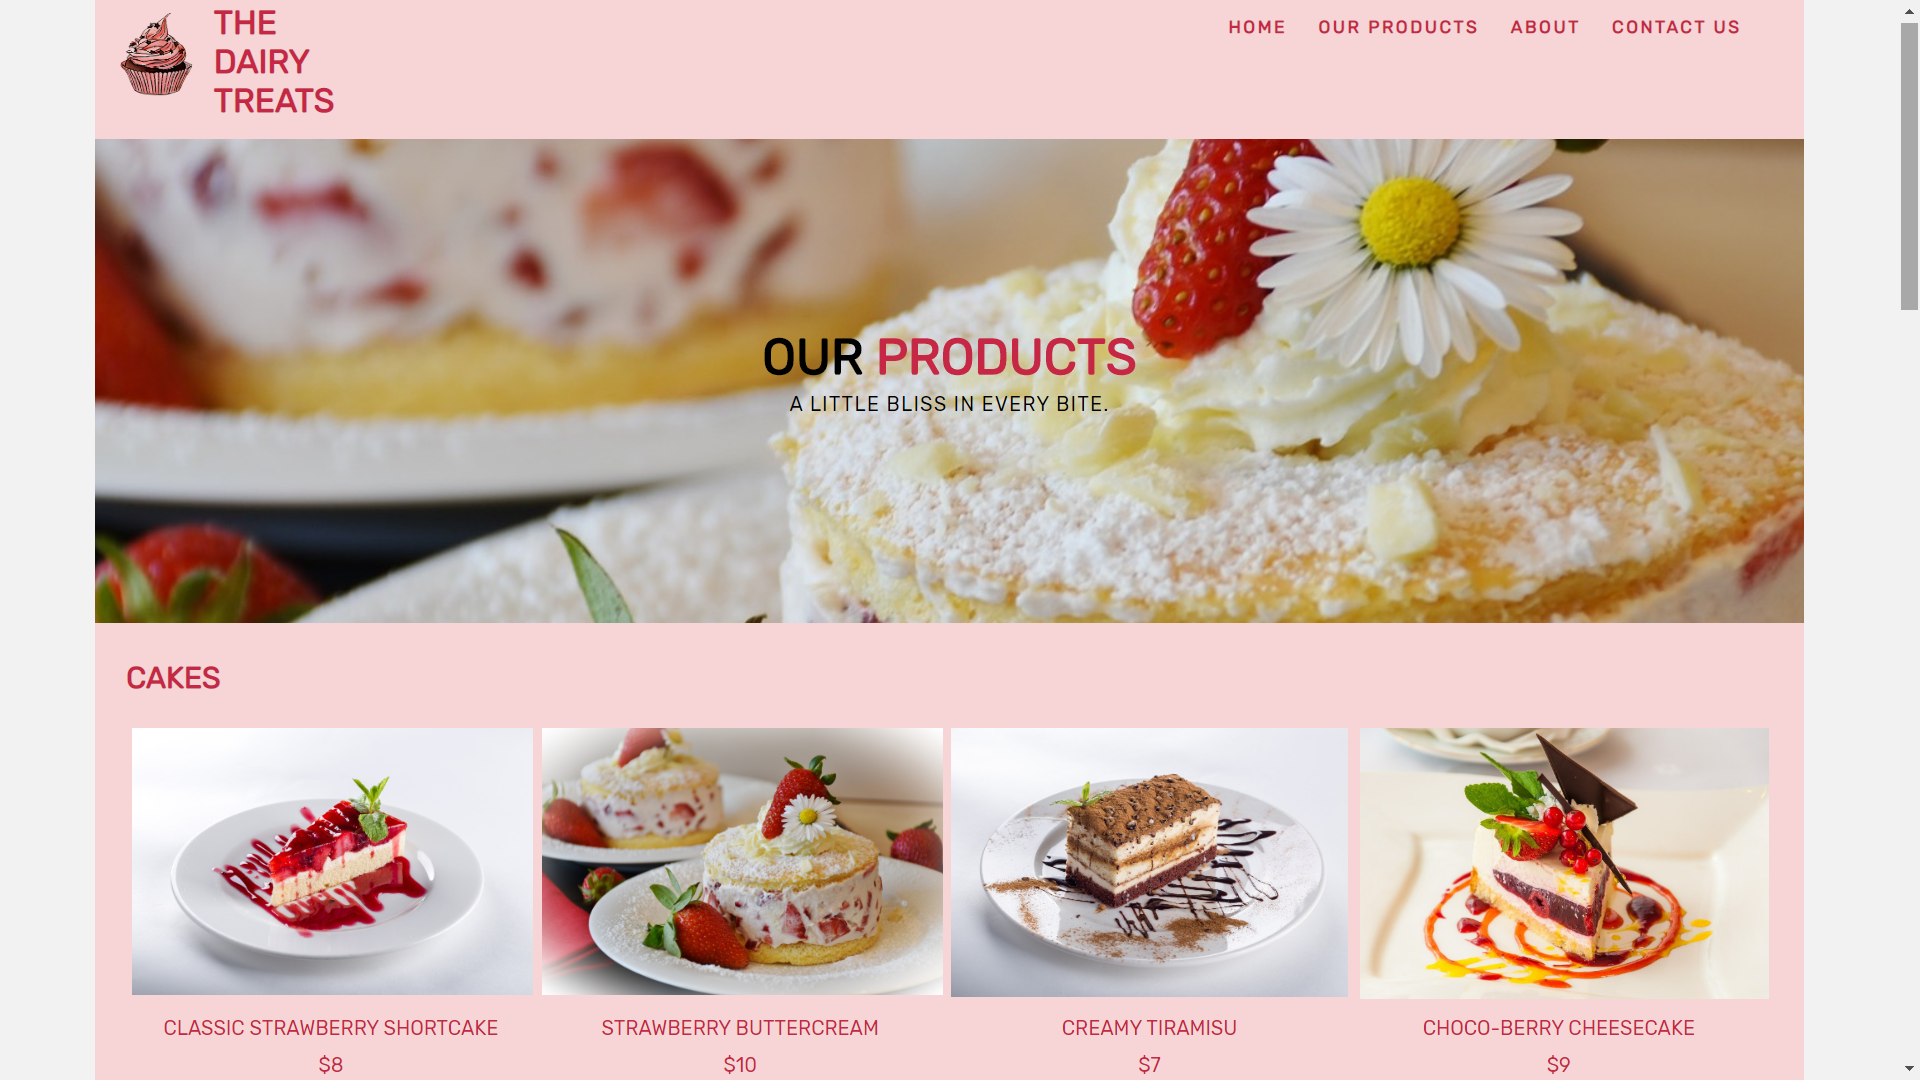 THE
DAIRY
TREATS
HOME OUR PRODUCTS ABOUT CONTACT US
OUR PRODUCTS
A LITTLE BLISS IN EVERY BITE.
CAKES
CLASSIC STRAWBERRY SHORTCAKE
$8
STRAWBERRY BUTTERCREAM
$10
CREAMY TIRAMISU
$7
CHOCO-BERRY CHEESECAKE
$9